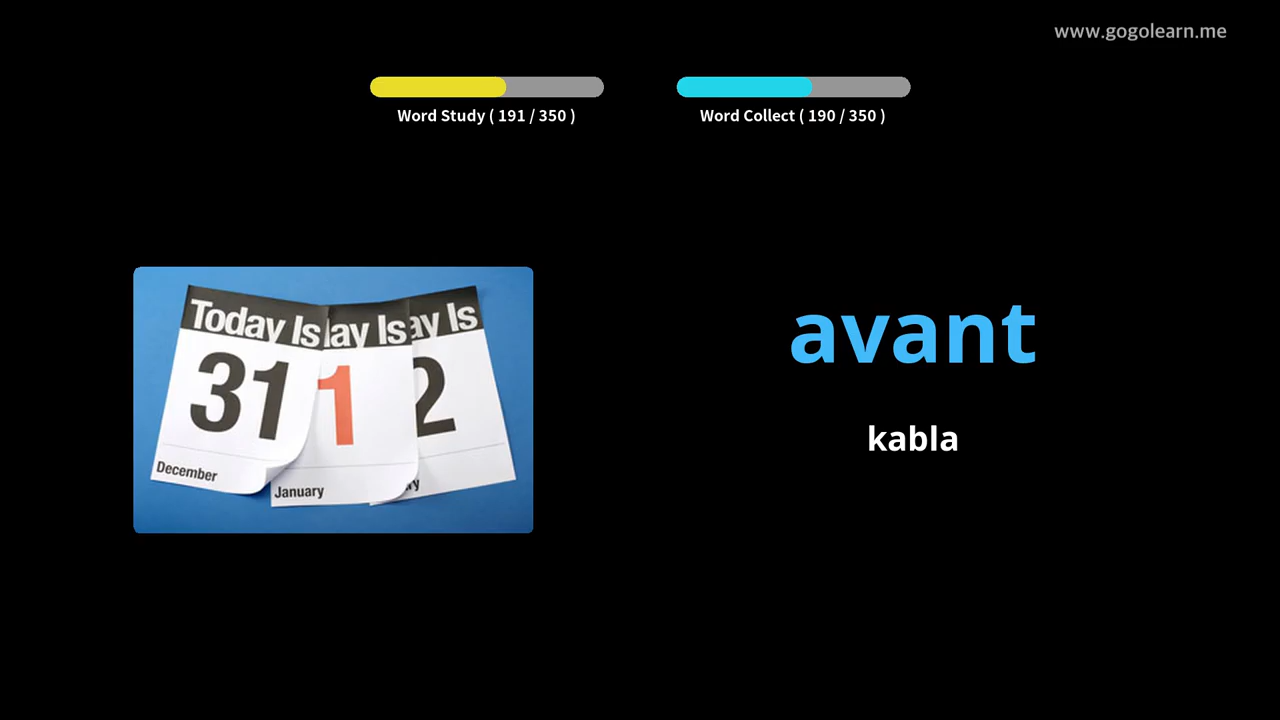 www.gogolearn.me
Word Study ( 191 / 350 )
Word Collect ( 190 / 350 )
Today Is
31
December
ay Is
1
January
ay Is
2
ry
avant
kabla